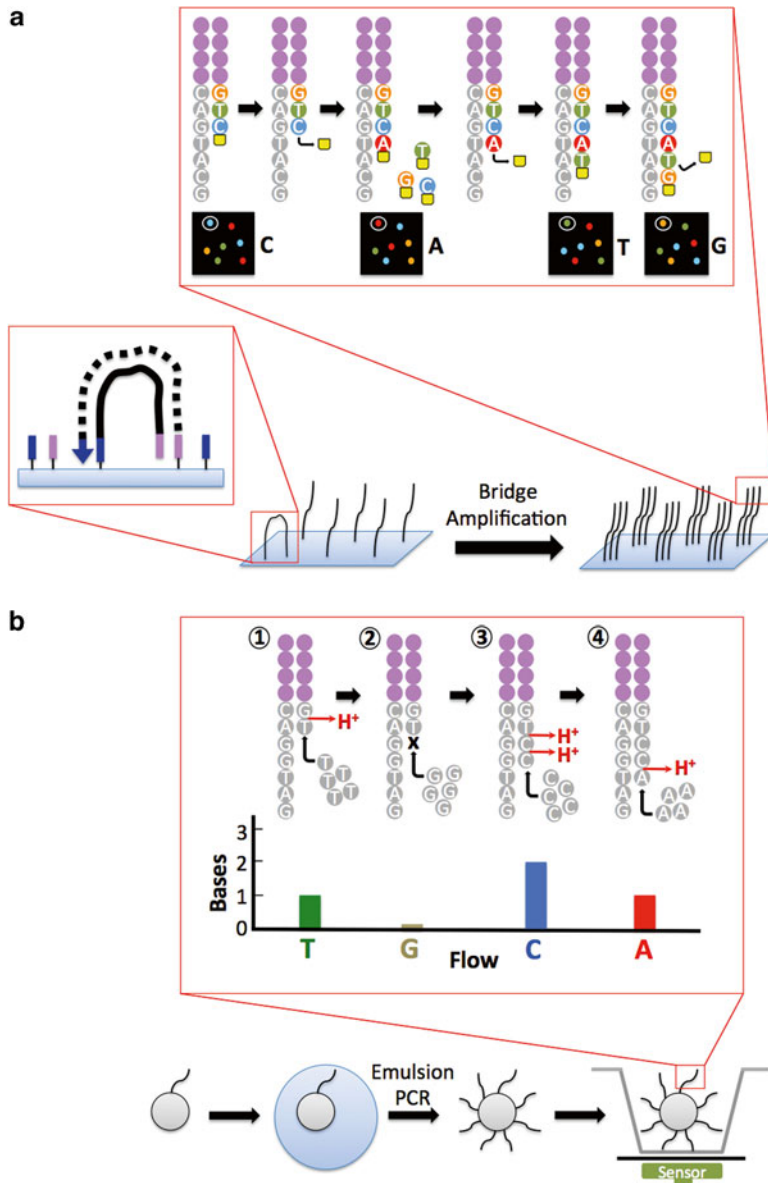 a
C G C G C G C G C G C G
A T A T A T A T A T A T
G C G C G C G C G C G C
T T T A T A T A T A
A A A T A A T A T
C C C G C C C C G
G G G G G G
C A T G
Bridge
Amplification
b
① ② ③ ④
C G C G C G C G
A T H⁺ A T A T A T
G G x G C H⁺ G C
G G G C H⁺ G C
T T T T A H⁺
A A A A
G G G G
T T T T T
G G G G G
C C C C C
A A A A A
3
2
1
0
Bases
T G C A
Flow
Emulsion
PCR
Sensor